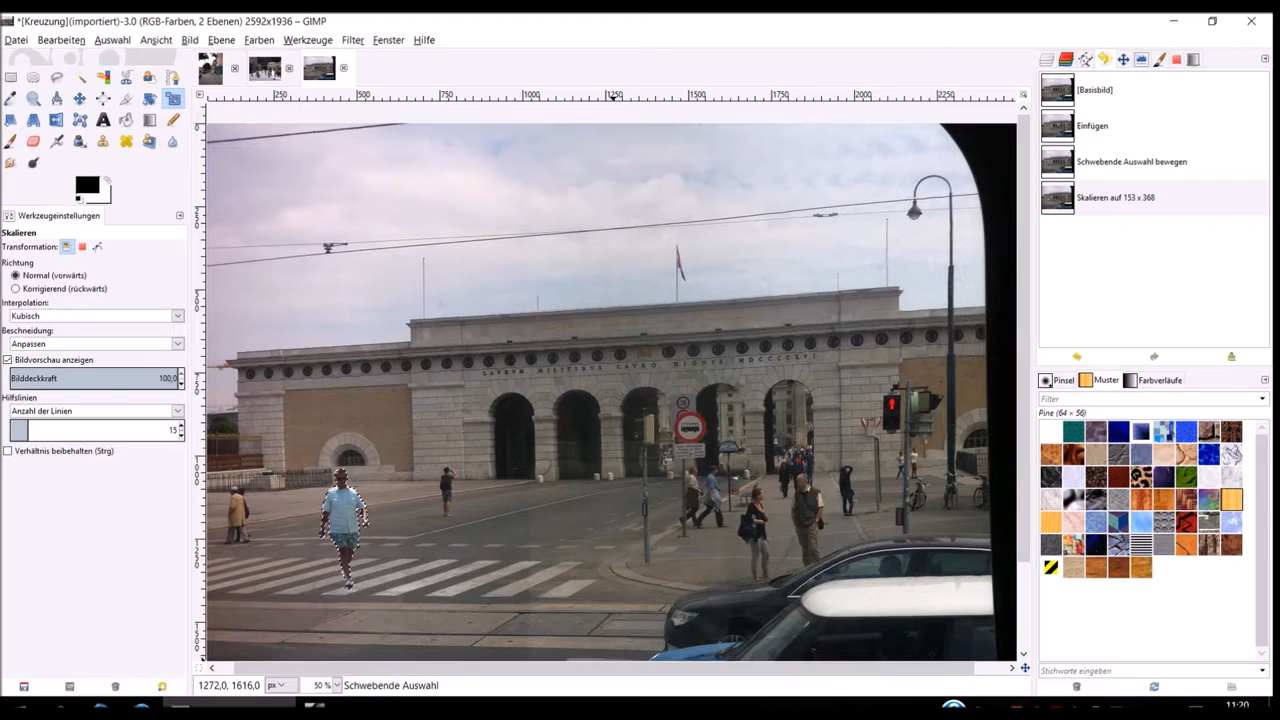 *[Kreuzung](importiert)-3.0 (RGB-Farben, 2 Ebenen) 2592x1936 – GIMP
Datei Bearbeiten Auswahl Ansicht Bild Ebene Farben Werkzeuge Filter Fenster Hilfe
250 750 1000 1250 1500 1750 2000 2250
Werkzeugeinstellungen
Skalieren
Transformation:
Richtung
Normal (vorwärts)
Korrigierend (rückwärts)
Interpolation:
Kubisch
Beschneidung:
Anpassen
Bildvorschau anzeigen
Bilddeckkraft 100,0
Hilfslinien
Anzahl der Linien
15
Verhältnis beibehalten (Strg)
[Basisbild]
Einfügen
Schwebende Auswahl bewegen
Skalieren auf 153 x 368
Pinsel Muster Farbverläufe
Filter
Pine (64 × 56)
Stichworte eingeben
1272,0, 1616,0 px 50 % Schwebende Auswahl
11:20